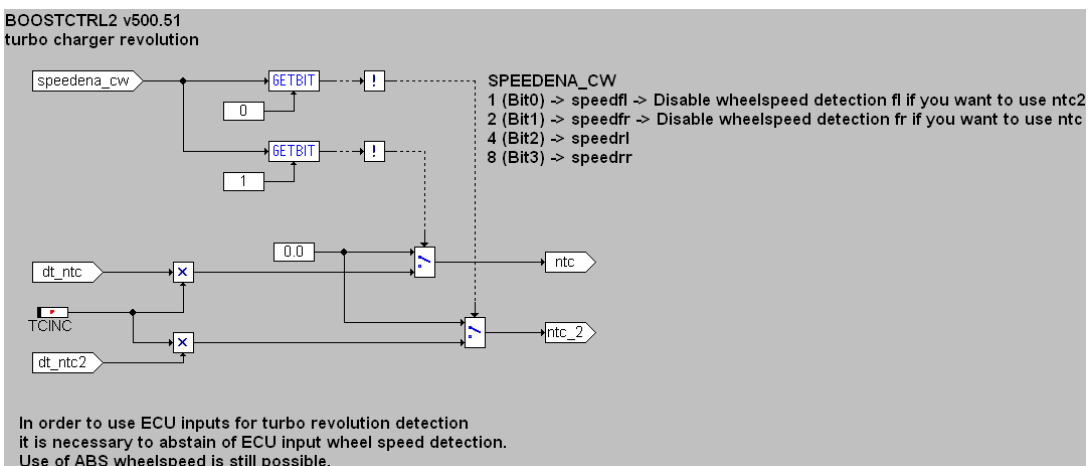 BOOSTCTRL2 v500.51
turbo charger revolution
speedena_cw
GETBIT
!
0
GETBIT
!
1
SPEEDENA_CW
1 (Bit0) -> speedfl -> Disable wheelspeed detection fl if you want to use ntc2
2 (Bit1) -> speedfr -> Disable wheelspeed detection fr if you want to use ntc
4 (Bit2) -> speedrl
8 (Bit3) -> speedrr
0.0
ntc
dt_ntc
x
TCINC
ntc_2
x
dt_ntc2
In order to use ECU inputs for turbo revolution detection
it is necessary to abstain of ECU input wheel speed detection.
Use of ABS wheelspeed is still possible.